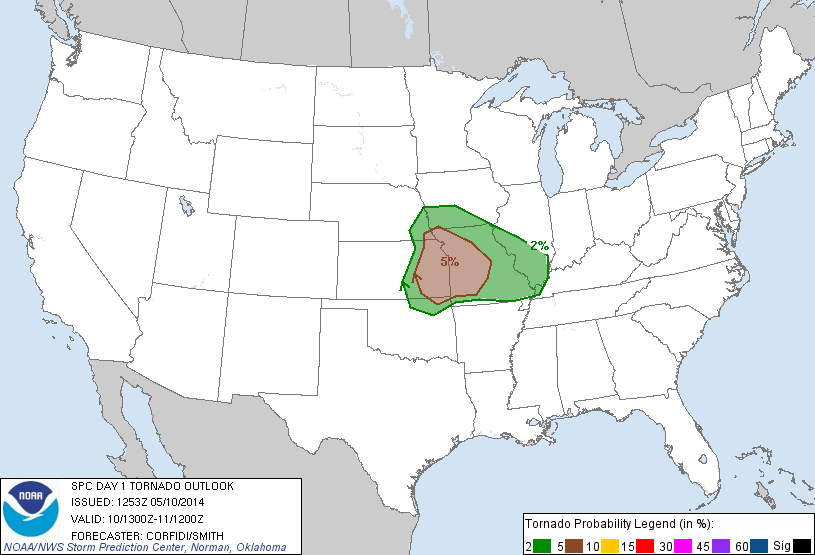 2%
5%
NOAA
SPC DAY 1 TORNADO OUTLOOK
ISSUED: 1253Z 05/10/2014
VALID: 10/1300Z-11/1200Z
FORECASTER: CORFIDI/SMITH
NOAA/NWS Storm Prediction Center, Norman, Oklahoma
Tornado Probability Legend (in %):
2 5 10 15 30 45 60 Sig